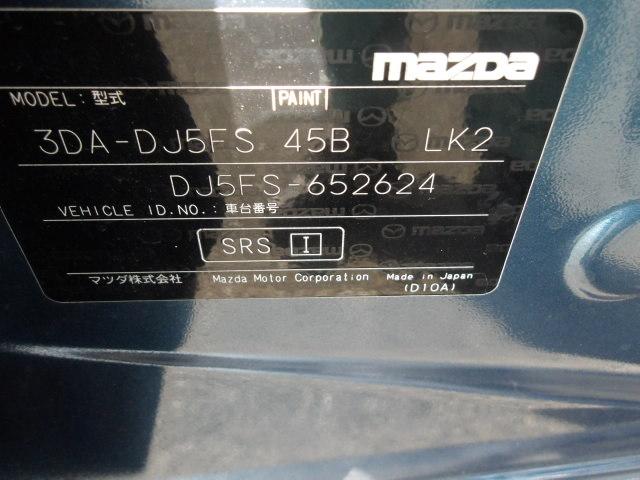 mazda
MODEL: 型式 PAINT
3DA-DJ5FS 45B LK2
DJ5FS-652624
VEHICLE ID.NO.: 車台番号
SRS I
マツダ株式会社 Mazda Motor Corporation Made in Japan
(D10A)